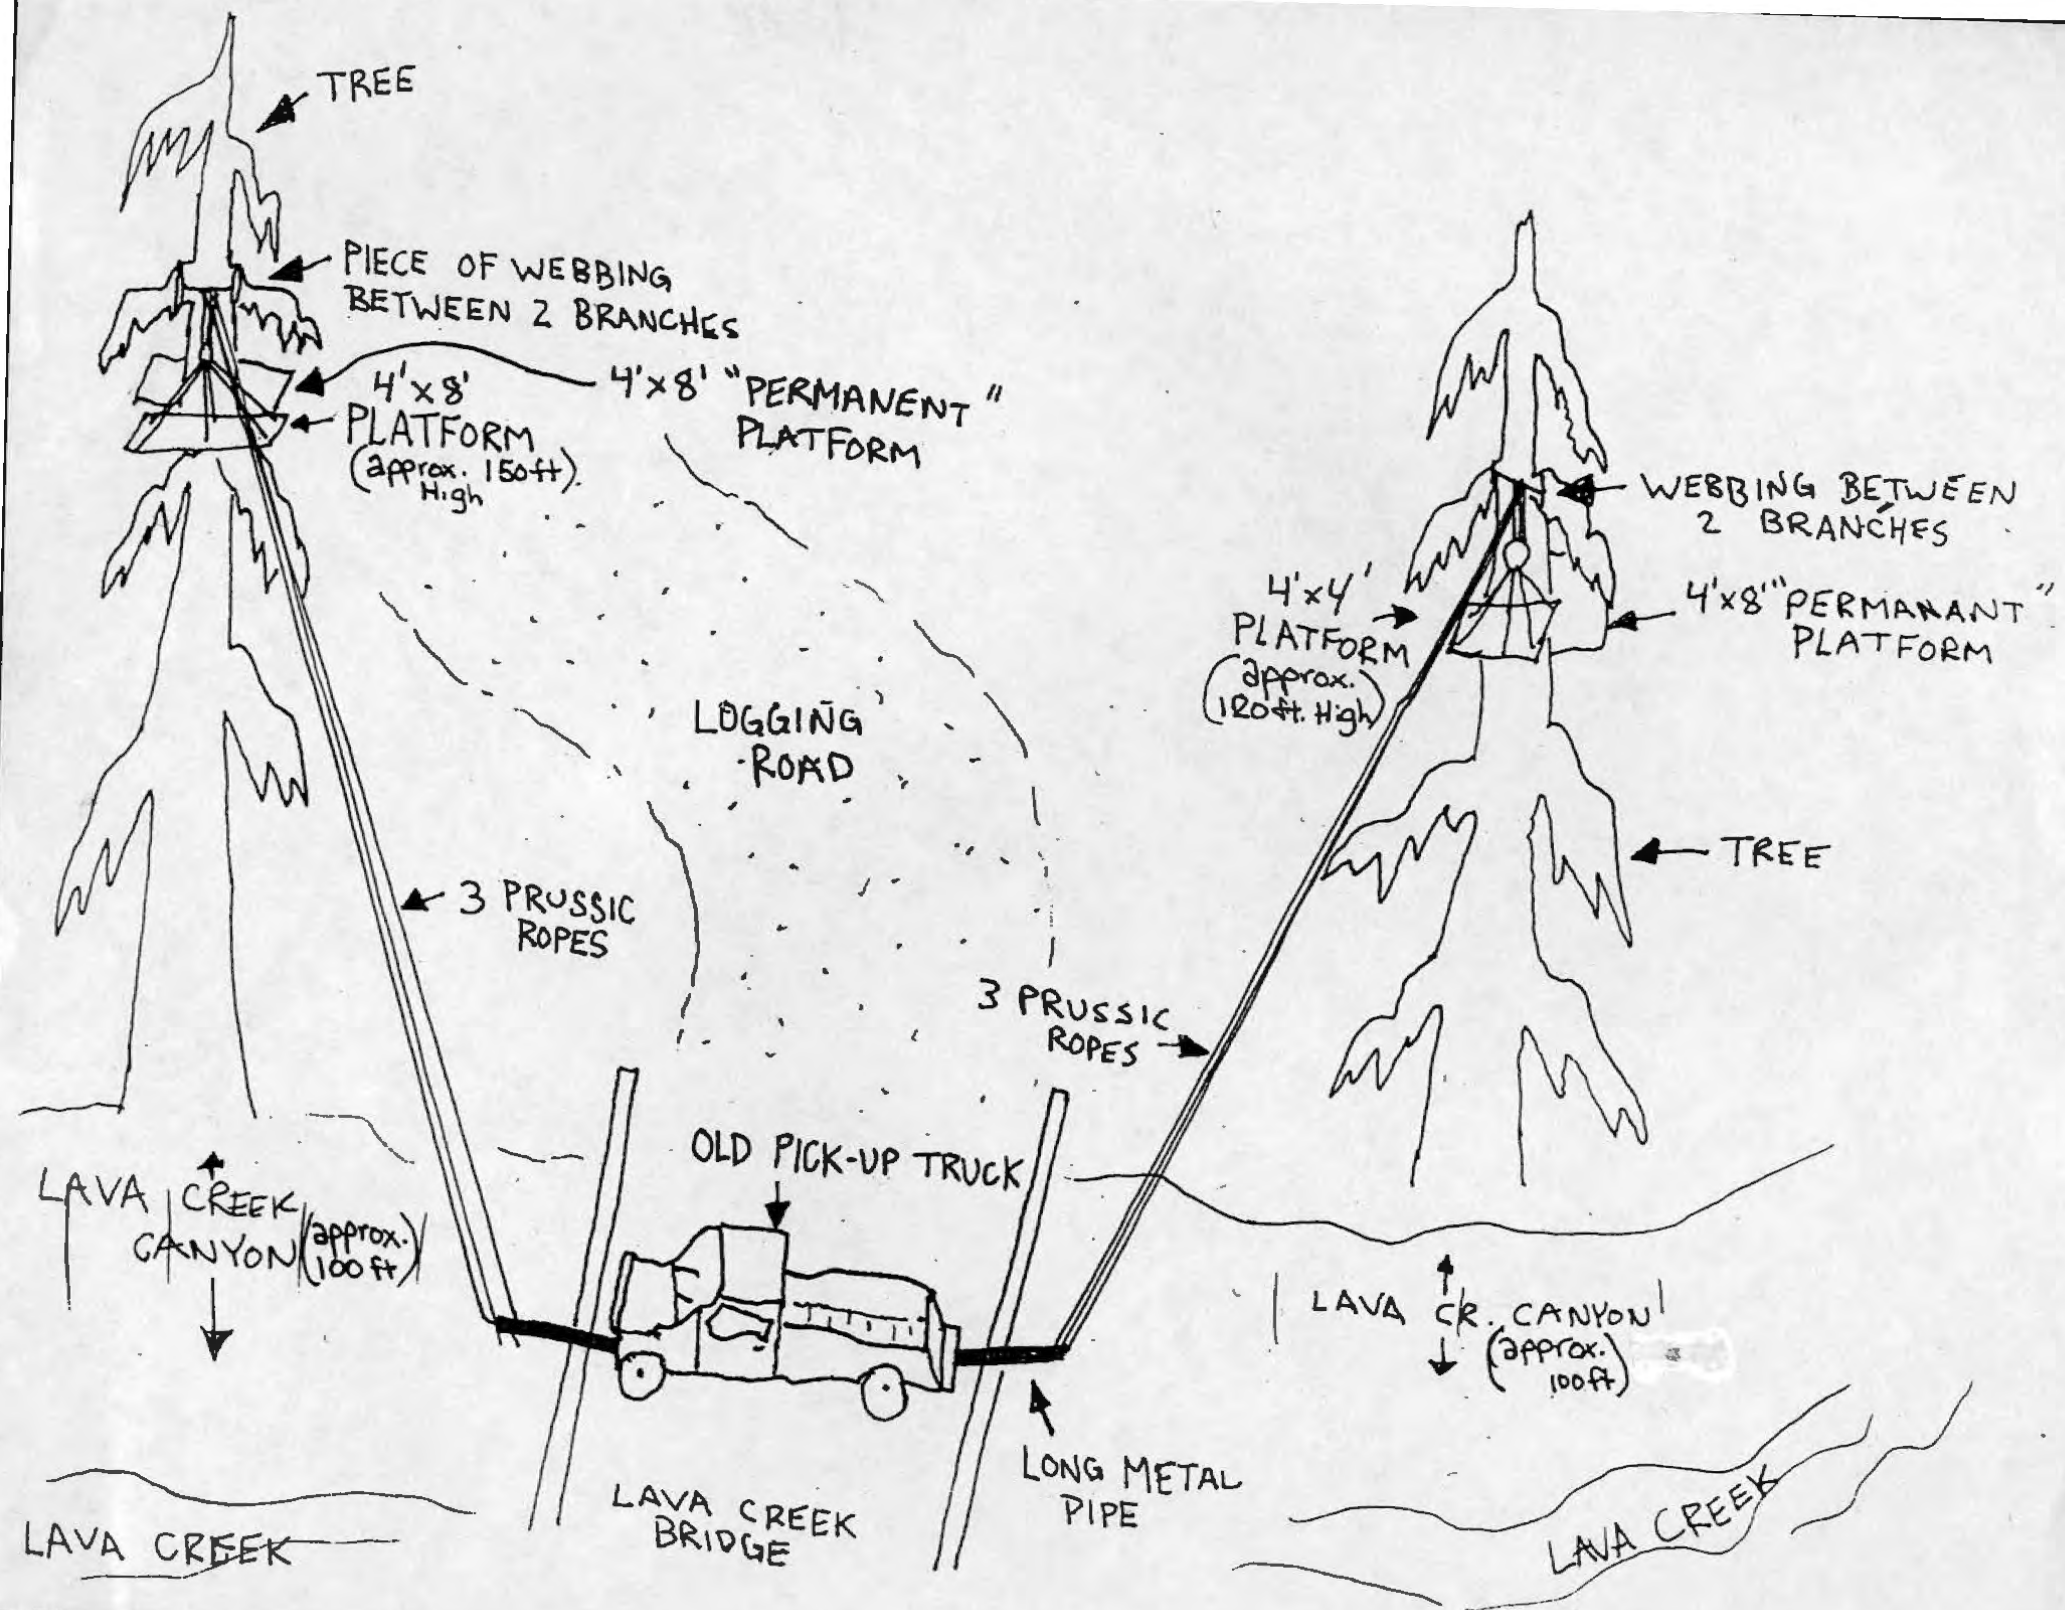 TREE
PIECE OF WEBBING
BETWEEN 2 BRANCHES
4'x8'
PLATFORM
(approx. 150ft).
High
4'x8' "PERMANENT"
PLATFORM
WEBBING BETWEEN
2 BRANCHES
4'x4'
PLATFORM
(approx.
120ft. High)
4'x8' "PERMANANT"
PLATFORM
LOGGING
ROAD
TREE
3 PRUSSIC
ROPES
3 PRUSSIC
ROPES
OLD PICK-UP TRUCK
LAVA CREEK
CANYON (approx.
100ft)
LAVA CR. CANYON
(approx.
100ft)
LONG METAL
PIPE
LAVA CREEK
BRIDGE
LAVA CREEK
LAVA CREEK